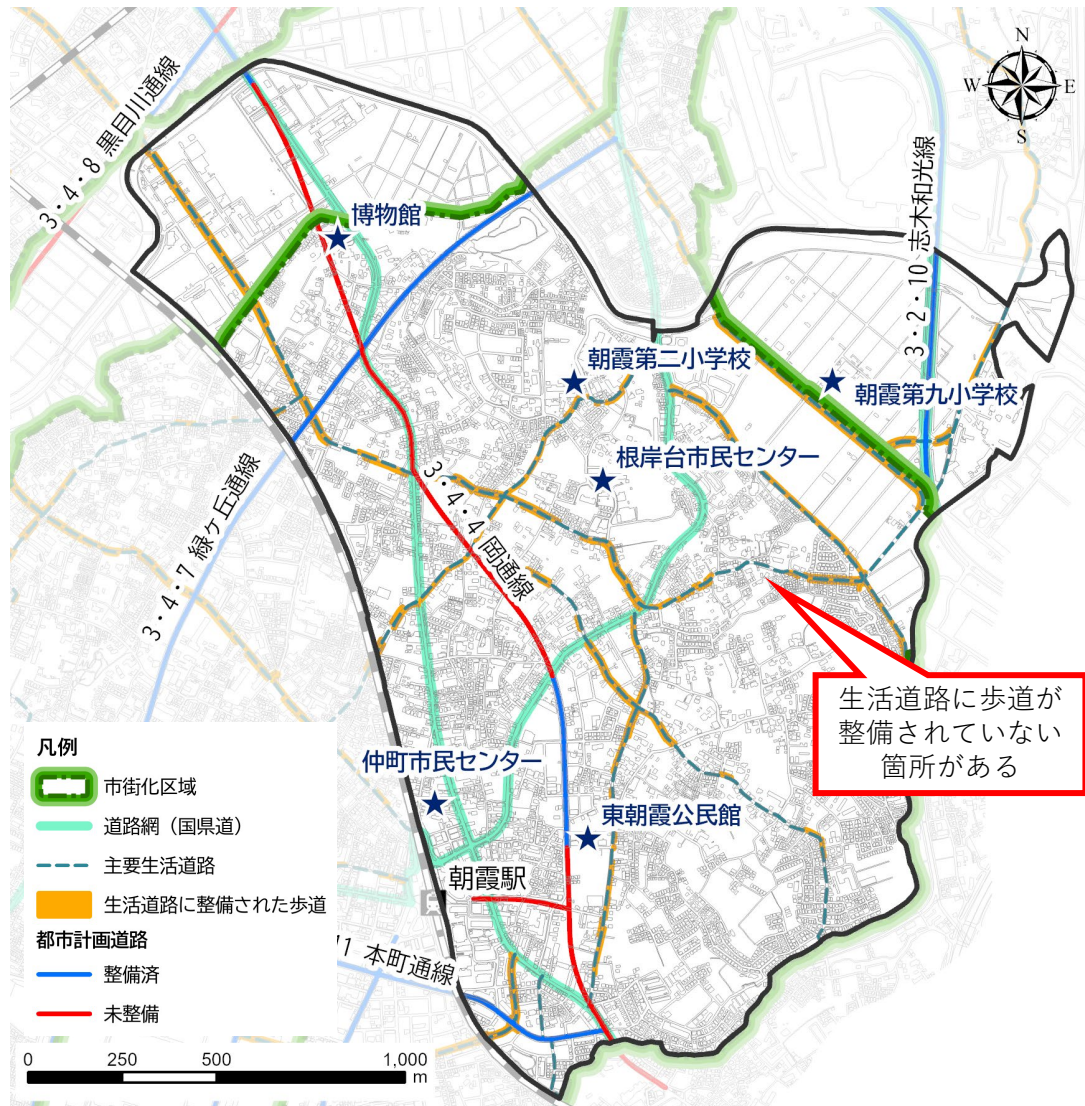 N
W
E
S
3・4・8 黒目川通線
博物館
3・2・10 志木和光線
朝霞第二小学校
朝霞第九小学校
根岸台市民センター
3・4・4 岡通線
3・4・7 緑ケ丘通線
生活道路に歩道が
整備されていない
箇所がある
仲町市民センター
東朝霞公民館
朝霞駅
11 本町通線
凡例
市街化区域
道路網（国県道）
主要生活道路
生活道路に整備された歩道
都市計画道路
整備済
未整備
0 250 500 1,000
m